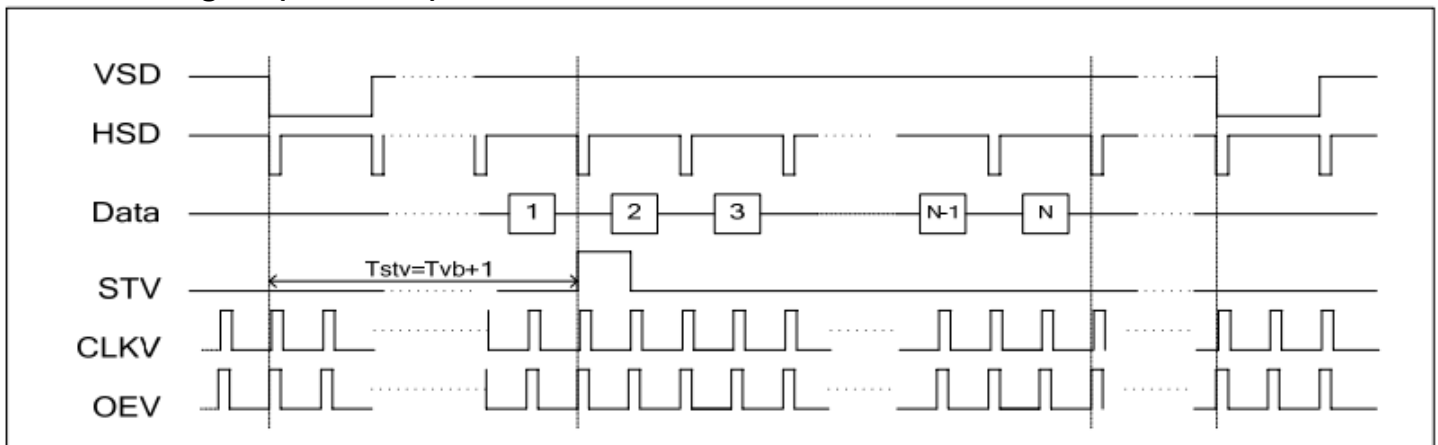 VSD
HSD
Data 1 2 3 N-1 N
Tstv=Tvb+1
STV
CLKV
OEV